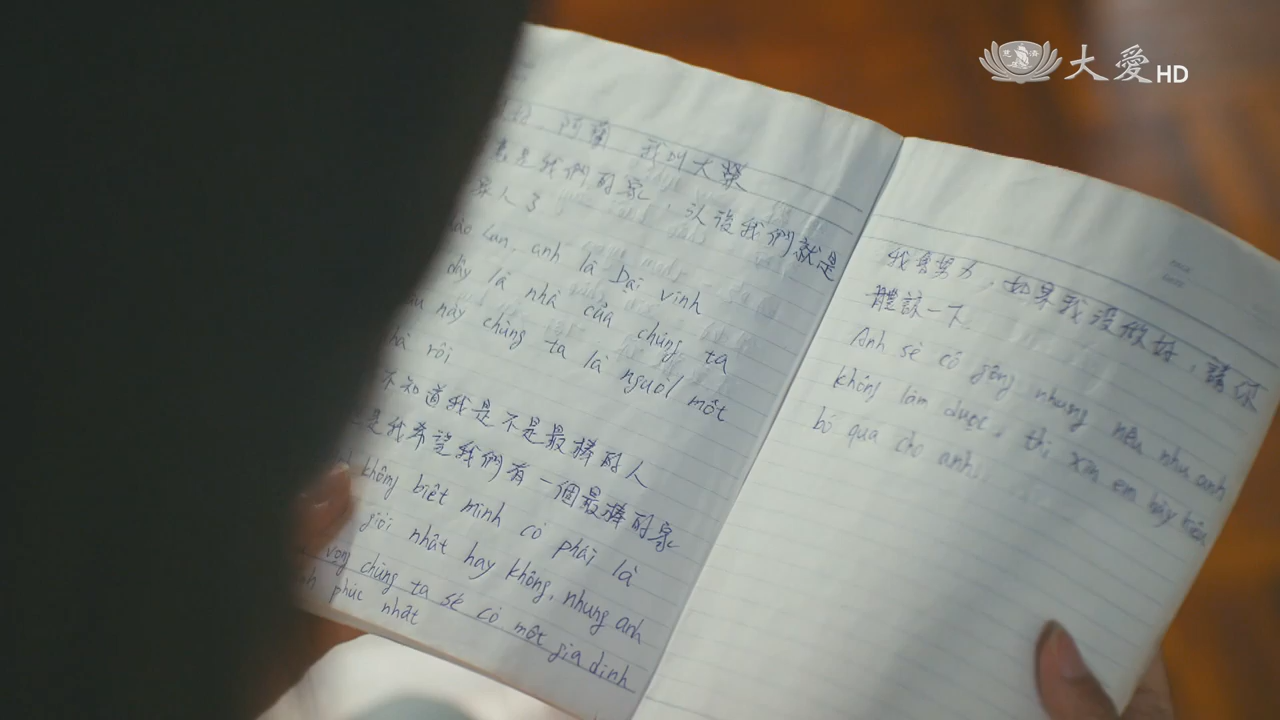 大愛HD
阿蘭 我叫大榮
是我們的家，以後我們就是
家人了
Lan, anh là Đại vinh
đây là nhà của chúng ta
này chúng ta là người một
rồi
不知道我是不是最棒的人
是我希望我們有一個最棒的家
không biết mình có phải là
giỏi nhất hay không, nhưng anh
vọng chúng ta sẽ có một gia dình
phúc nhất
我會努力，如果我沒做好，請你
體諒一下
Anh sẽ cố gắng nhưng nếu như anh
không làm được, thì xin em hãy
bỏ qua cho anh.